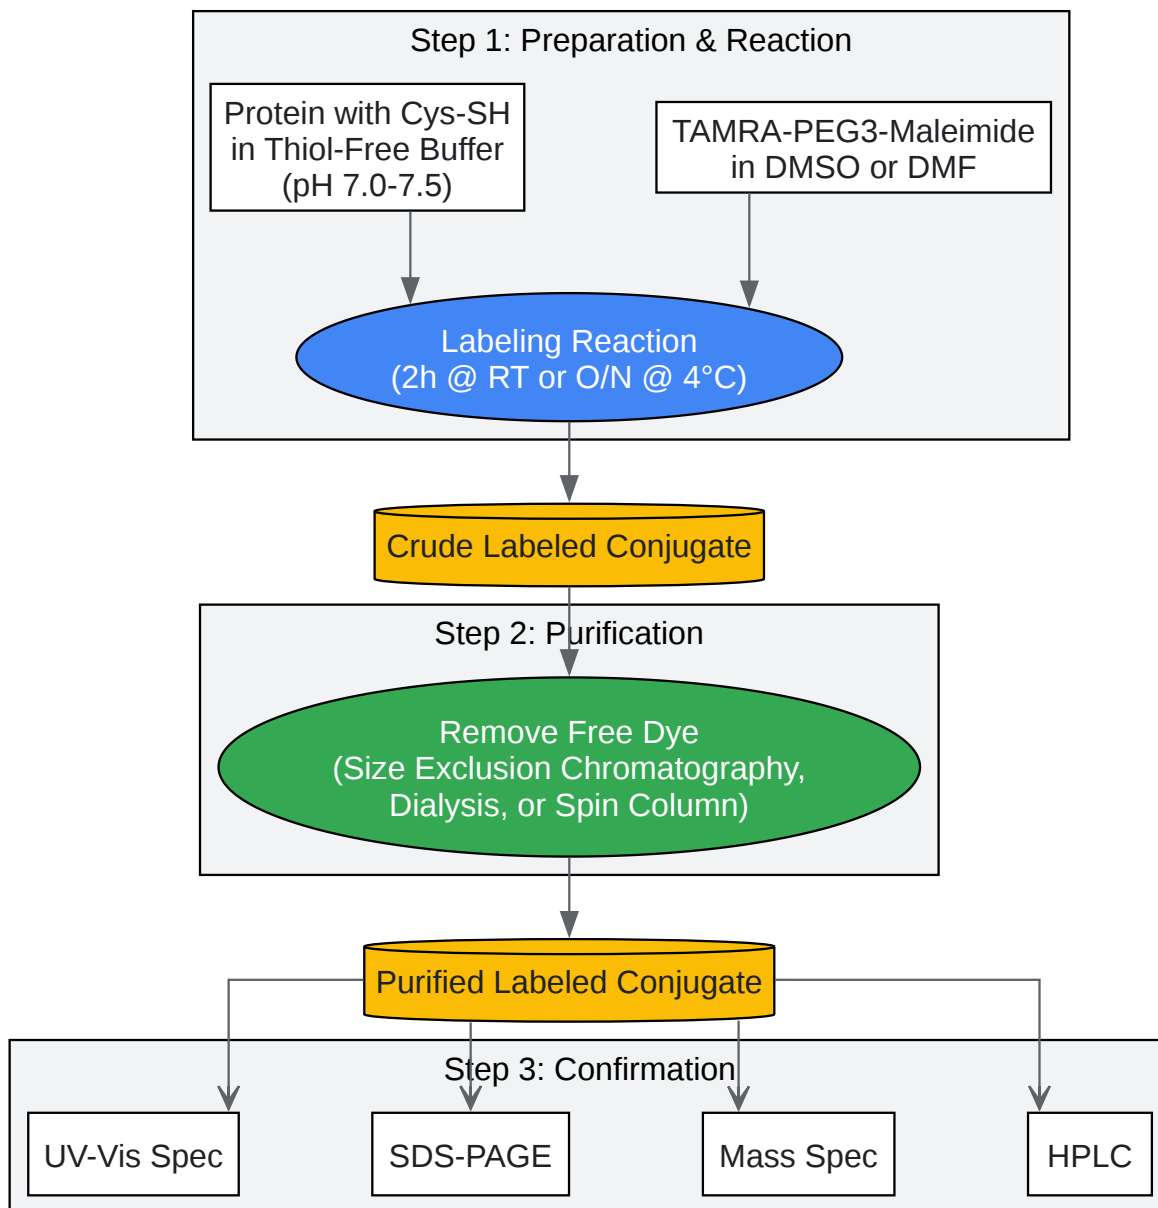 Step 1: Preparation & Reaction
Protein with Cys-SH
in Thiol-Free Buffer
(pH 7.0-7.5)
TAMRA-PEG3-Maleimide
in DMSO or DMF
Labeling Reaction
(2h @ RT or O/N @ 4°C)
Crude Labeled Conjugate
Step 2: Purification
Remove Free Dye
(Size Exclusion Chromatography,
Dialysis, or Spin Column)
Purified Labeled Conjugate
Step 3: Confirmation
UV-Vis Spec
SDS-PAGE
Mass Spec
HPLC